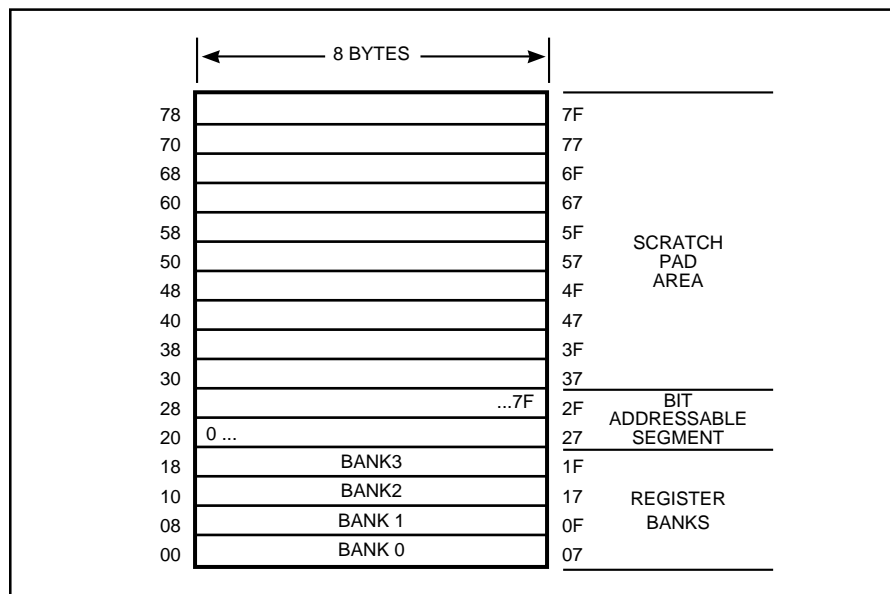 8 BYTES
78 7F
70 77
68 6F
60 67
58 5F
50 57
48 4F
40 47
38 3F
30 37
SCRATCH
PAD
AREA
28 ...7F 2F
20 0 ... 27
BIT
ADDRESSABLE
SEGMENT
18 BANK3 1F
10 BANK2 17
08 BANK 1 0F
00 BANK 0 07
REGISTER
BANKS